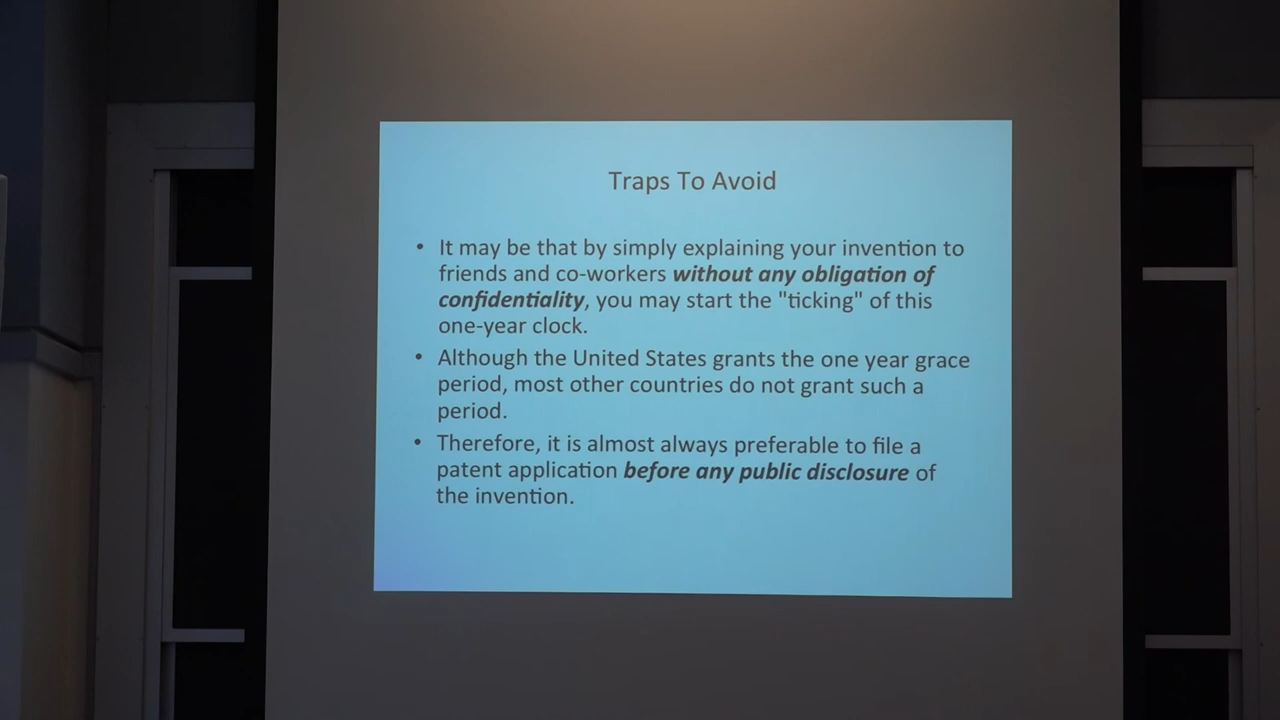 Traps To Avoid
• It may be that by simply explaining your invention to
friends and co-workers without any obligation of
confidentiality, you may start the "ticking" of this
one-year clock.
• Although the United States grants the one year grace
period, most other countries do not grant such a
period.
• Therefore, it is almost always preferable to file a
patent application before any public disclosure of
the invention.